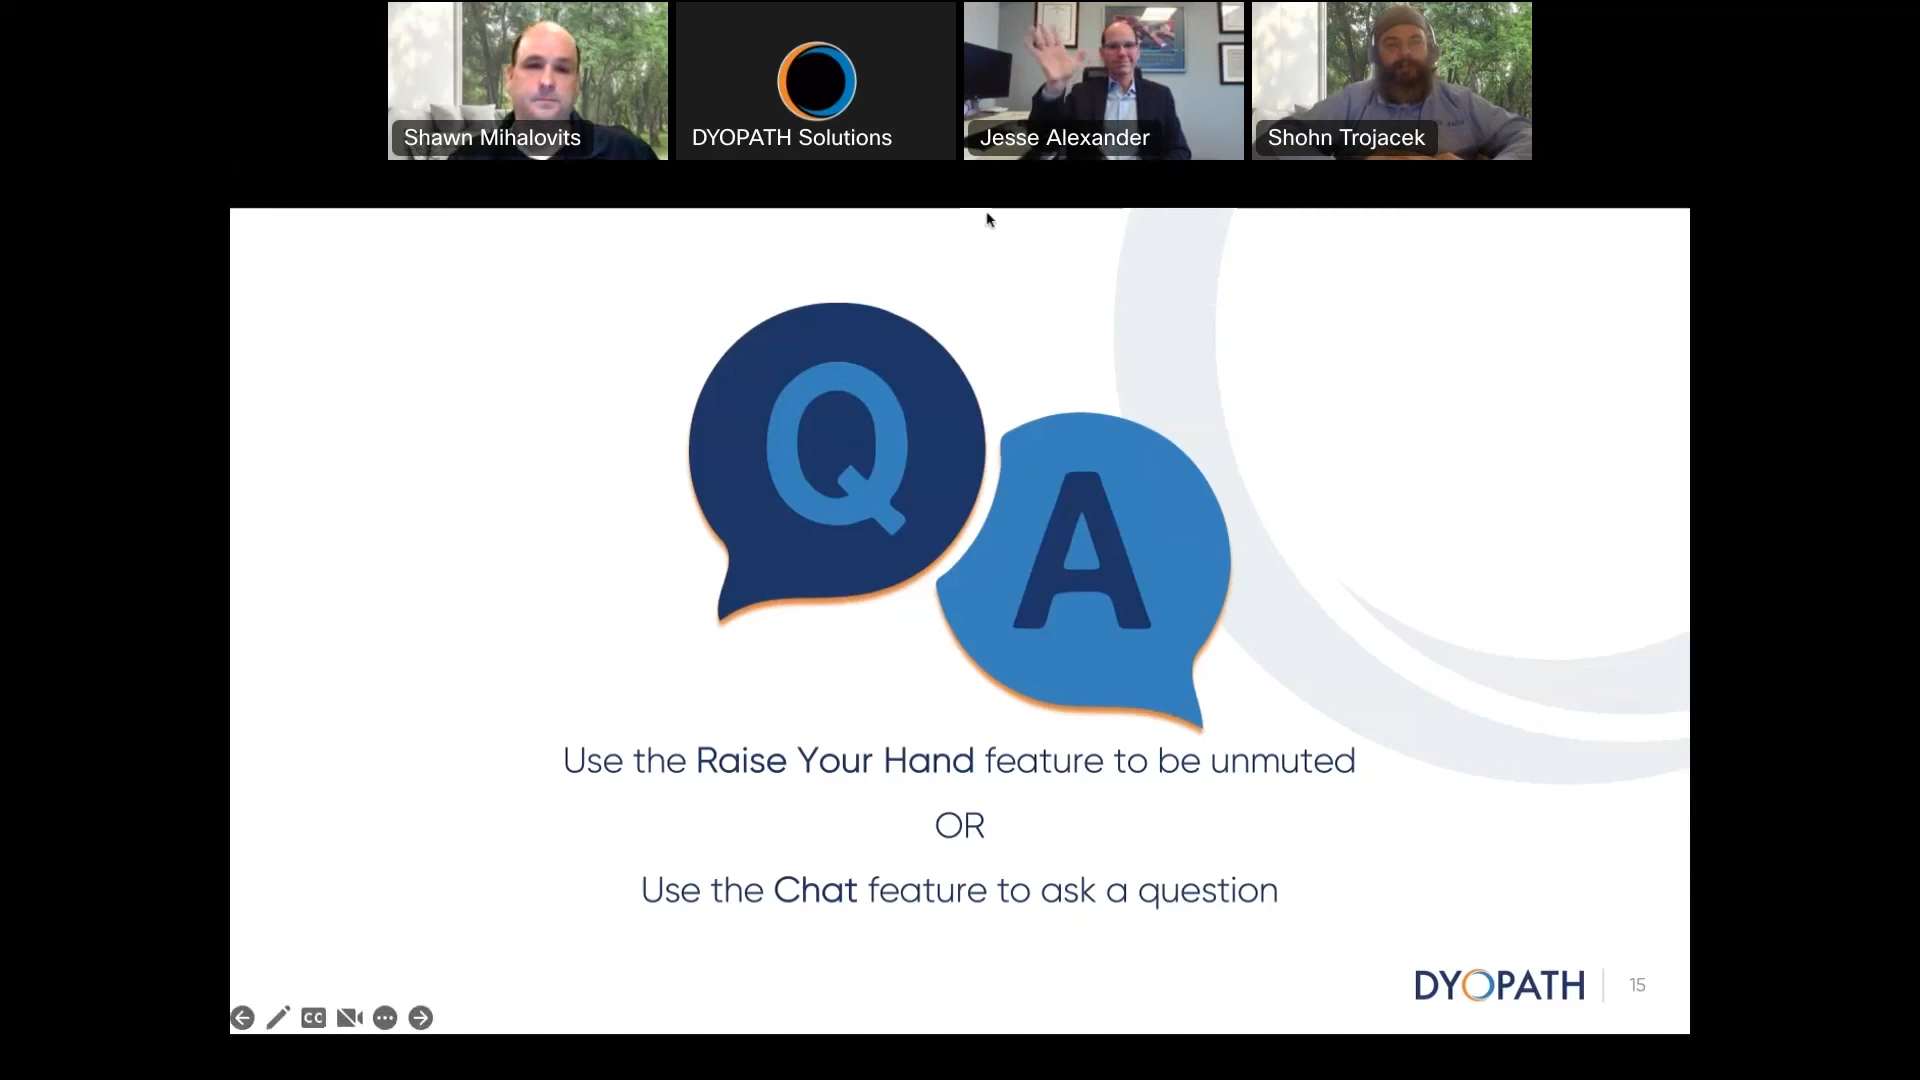 Shawn Mihalovits
DYOPATH Solutions
Jesse Alexander
Shohn Trojacek
Q
A
Use the Raise Your Hand feature to be unmuted
OR
Use the Chat feature to ask a question
DYOPATH
15
CC